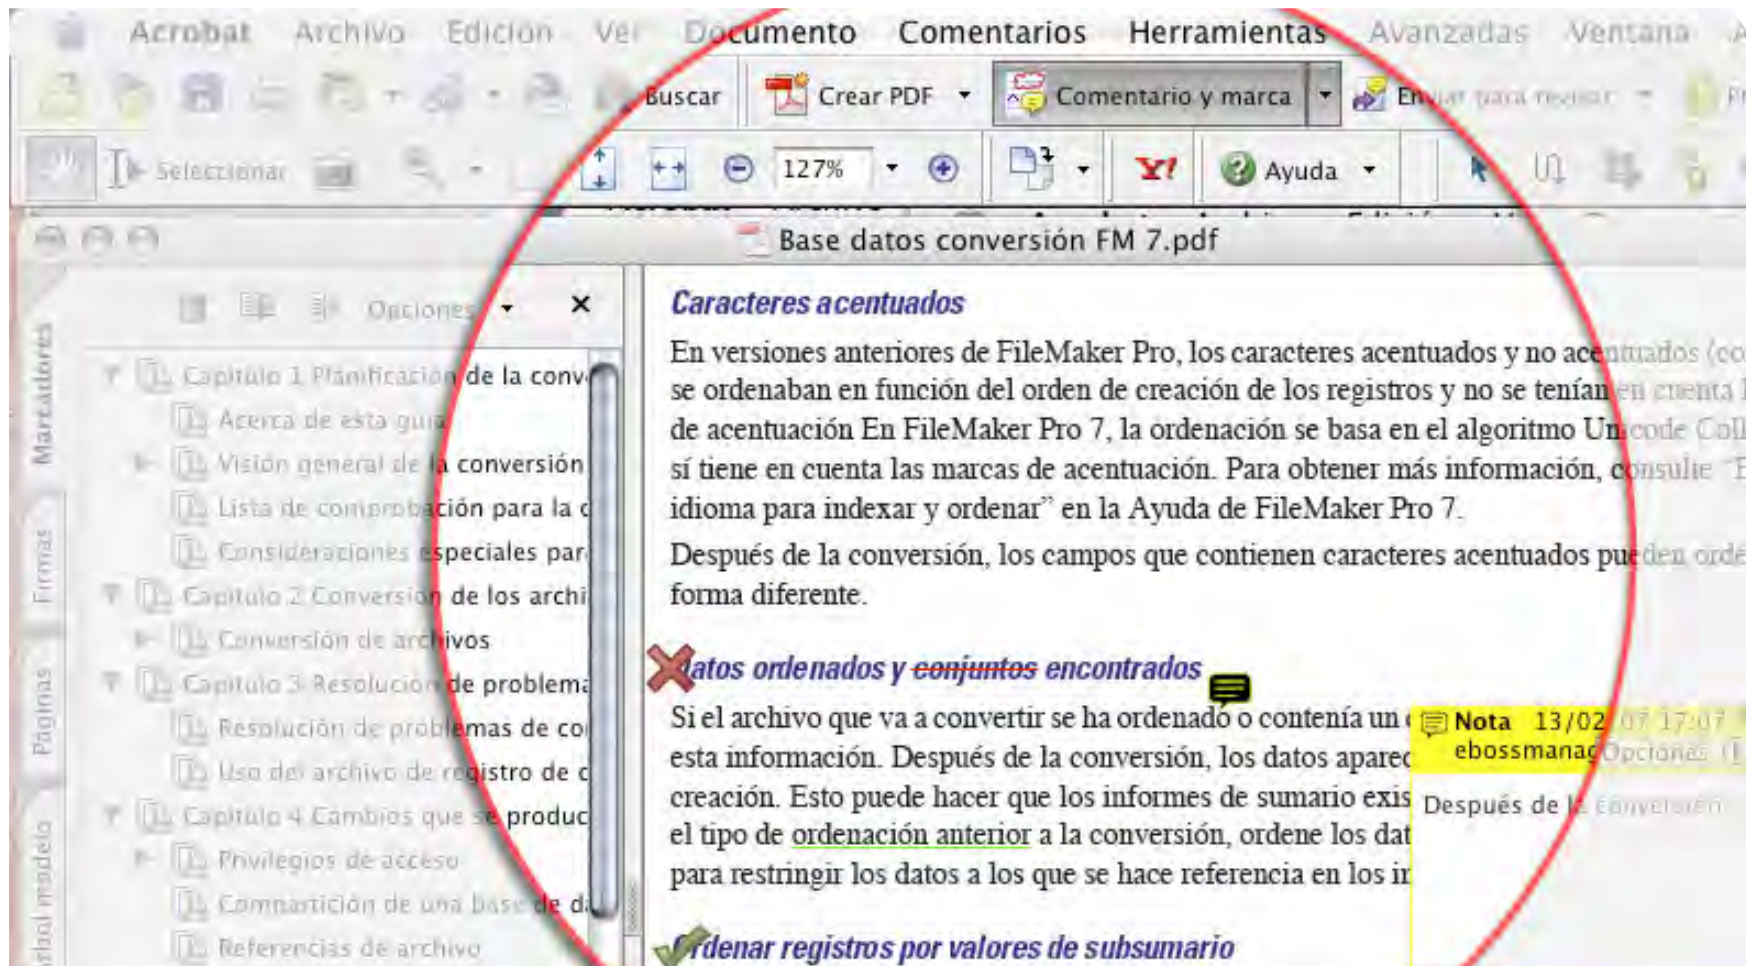 Acrobat Archivo Edición Ver Documento Comentarios Herramientas Avanzadas Ventana
Buscar Crear PDF Comentario y marca Enviar para revisar
Seleccionar 127% Y! Ayuda
Base datos conversión FM 7.pdf
Opciones
Marcadores
Firmas
Páginas
modelo
Capítulo 1 Planificación de la conv
Acerca de esta guía
Visión general de la conversión
Lista de comprobación para la c
Consideraciones especiales par
Capítulo 2 Conversión de los archi
Conversión de archivos
Capítulo 3 Resolución de problema
Resolución de problemas de co
Uso del archivo de registro de c
Capítulo 4 Cambios que se produc
Privilegios de acceso
Compartición de una base de da
Referencias de archivo
Caracteres acentuados
En versiones anteriores de FileMaker Pro, los caracteres acentuados y no acentuados (co
se ordenaban en función del orden de creación de los registros y no se tenían en cuenta l
de acentuación En FileMaker Pro 7, la ordenación se basa en el algoritmo Unicode Coll
sí tiene en cuenta las marcas de acentuación. Para obtener más información, consulte “E
idioma para indexar y ordenar” en la Ayuda de FileMaker Pro 7.
Después de la conversión, los campos que contienen caracteres acentuados pueden orde
forma diferente.
atos ordenados y conjuntos encontrados
Si el archivo que va a convertir se ha ordenado o contenía un
esta información. Después de la conversión, los datos aparec
creación. Esto puede hacer que los informes de sumario exis
el tipo de ordenación anterior a la conversión, ordene los dat
para restringir los datos a los que se hace referencia en los in
Ordenar registros por valores de subsumario
Nota 13/02/07 17:07
ebossmanag Opciones
Después de la conversión